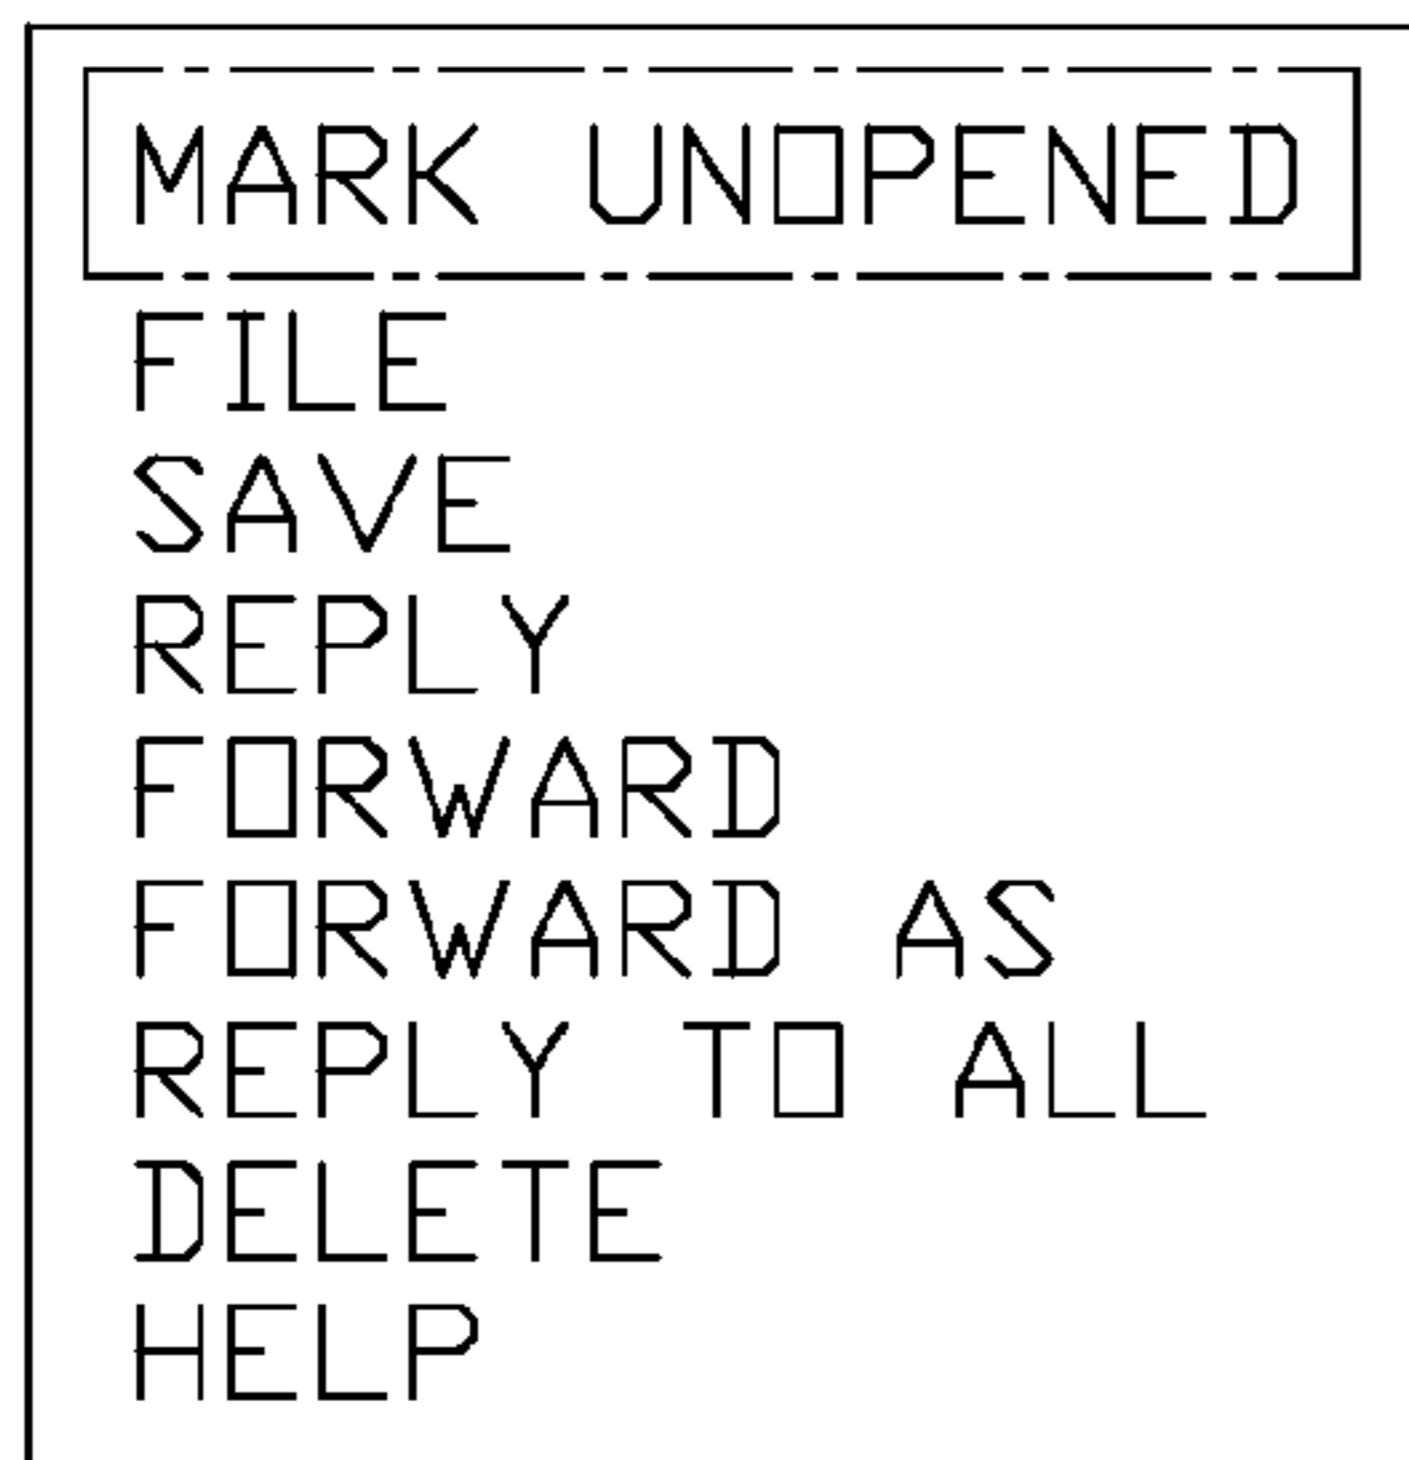 MARK UNOPENED
FILE
SAVE
REPLY
FORWARD
FORWARD AS
REPLY TO ALL
DELETE
HELP